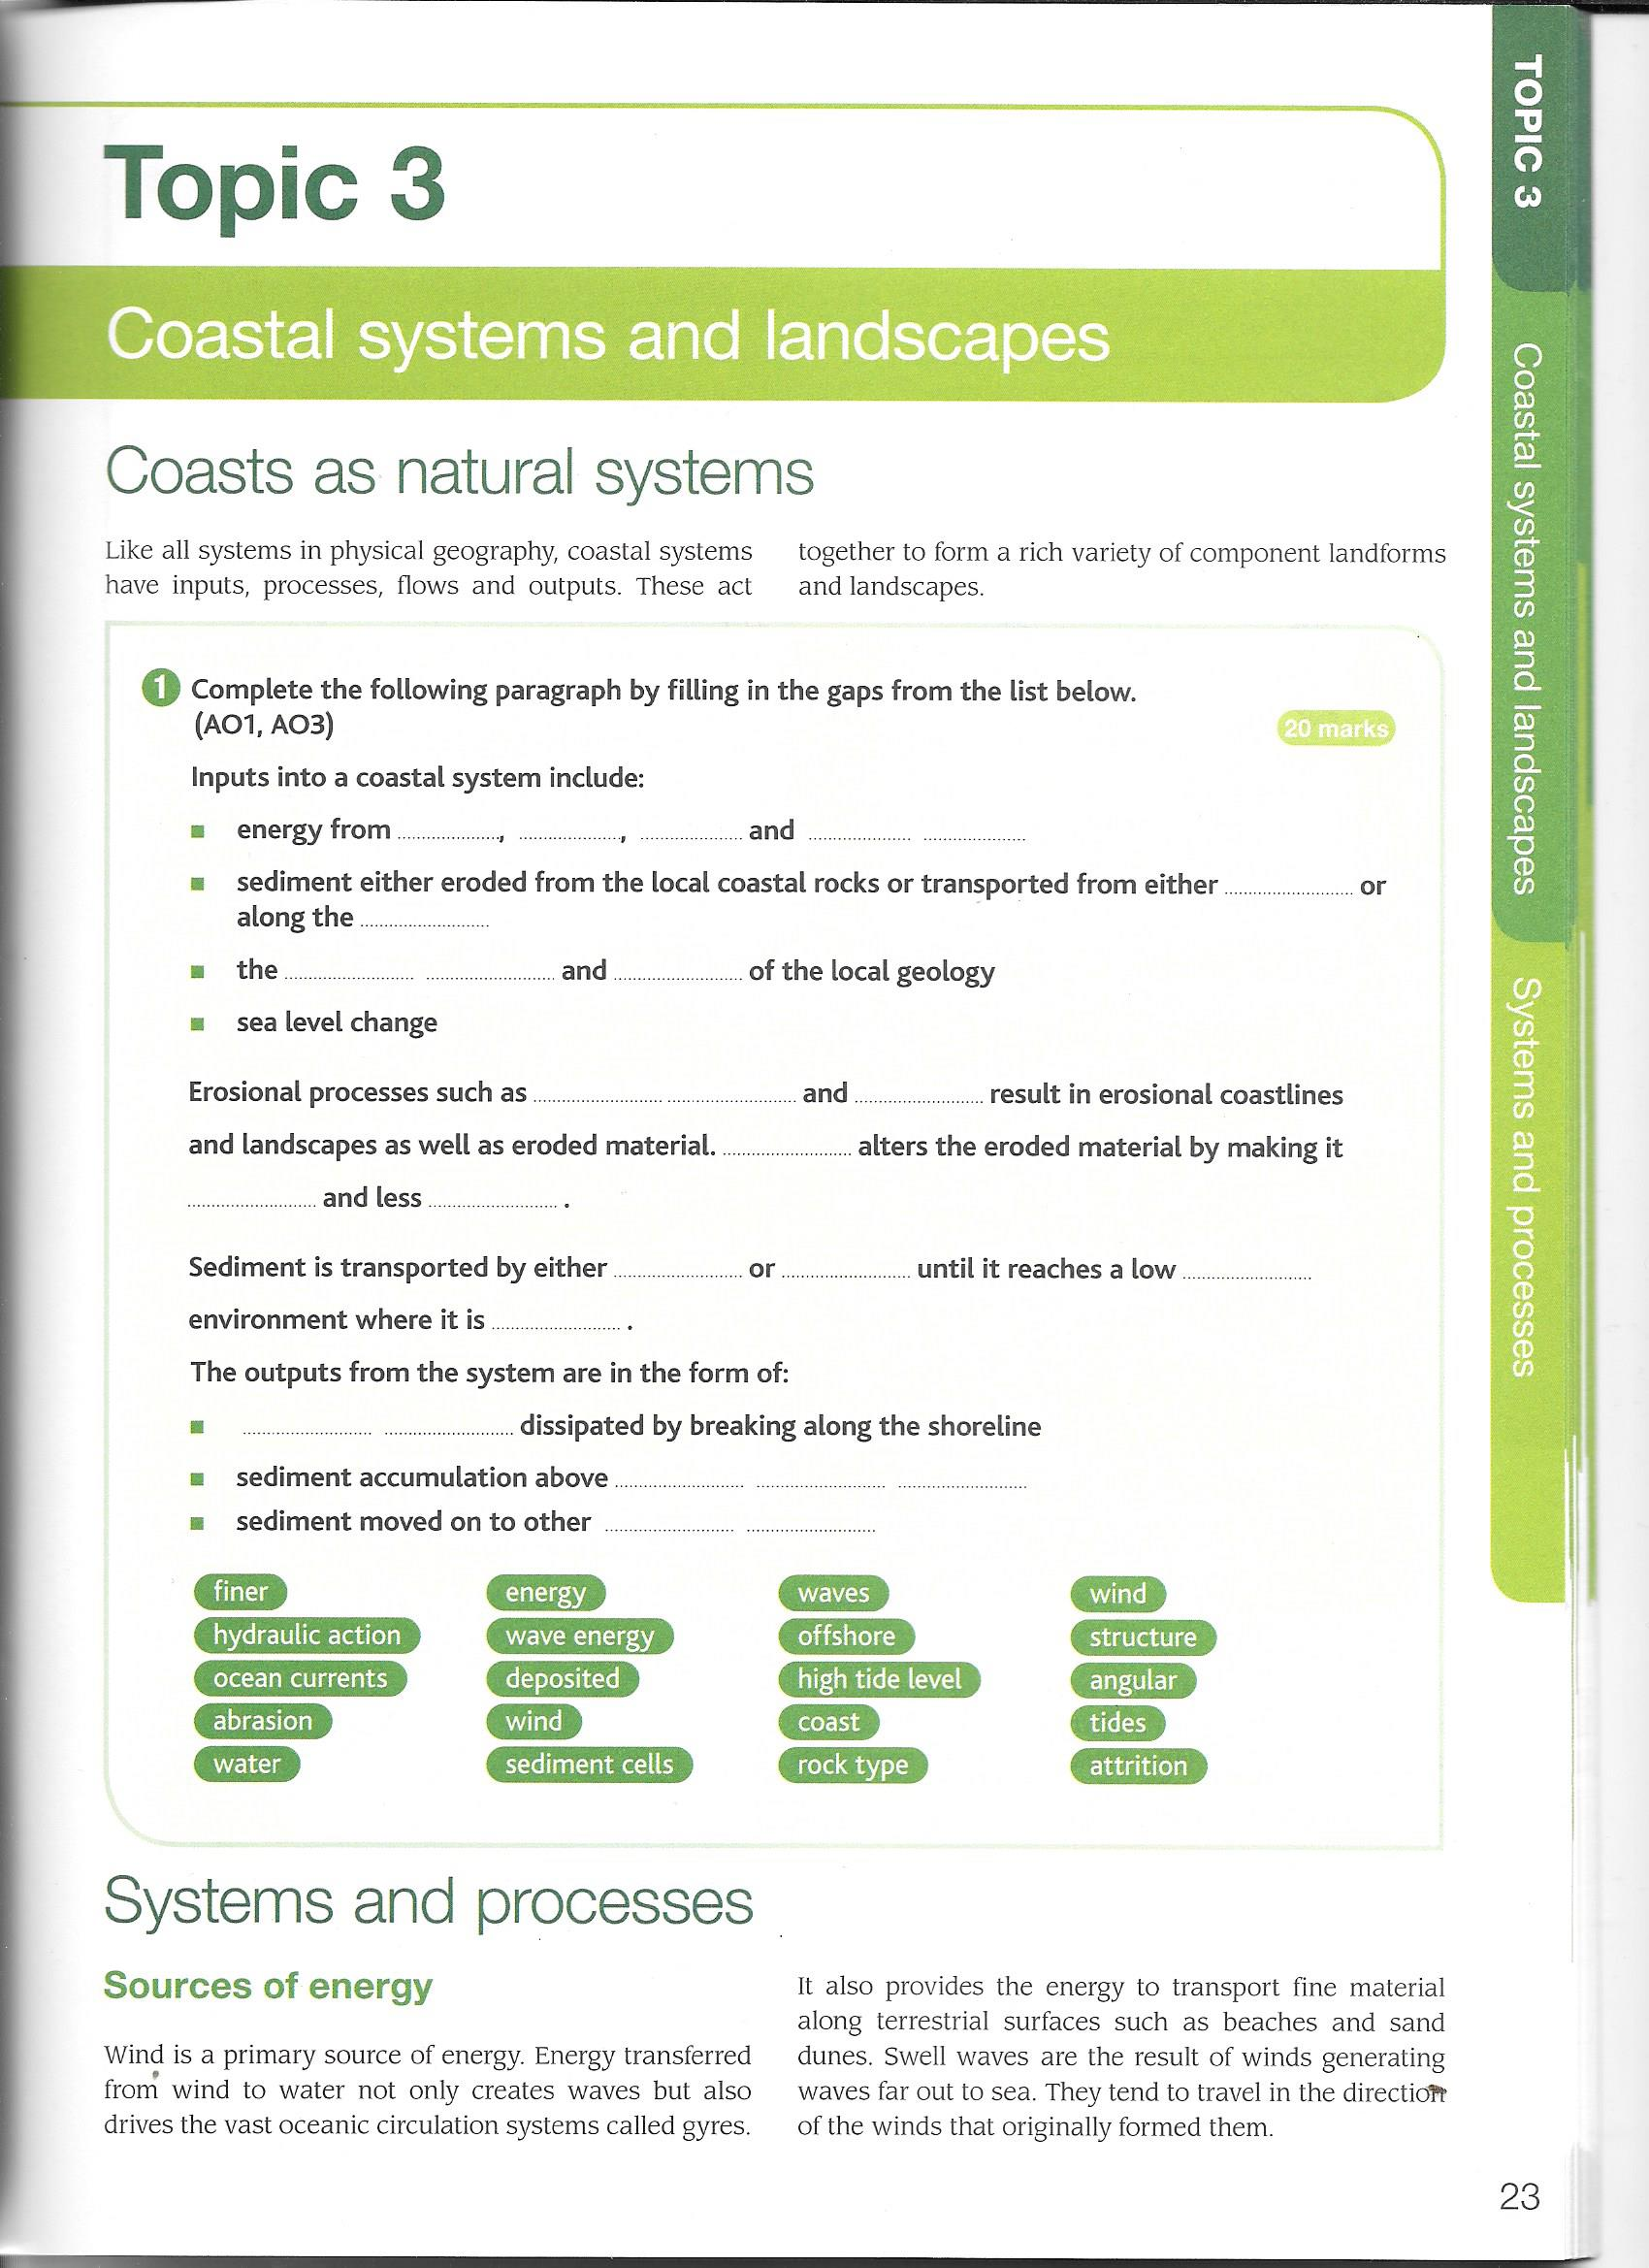 Topic 3
Coastal systems and landscapes
Coasts as natural systems
Like all systems in physical geography, coastal systems
have inputs, processes, flows and outputs. These act
together to form a rich variety of component landforms
and landscapes.
1 Complete the following paragraph by filling in the gaps from the list below.
(AO1, AO3)
20 marks
Inputs into a coastal system include:
■ energy from ....................., ....................., ..................... and ..................... .....................
■ sediment either eroded from the local coastal rocks or transported from either ........................... or
along the ...........................
■ the ........................... ........................... and ........................... of the local geology
■ sea level change
Erosional processes such as ........................... ........................... and ........................... result in erosional coastlines
and landscapes as well as eroded material. ........................... alters the eroded material by making it
........................... and less ........................... .
Sediment is transported by either ........................... or ........................... until it reaches a low ...........................
environment where it is ........................... .
The outputs from the system are in the form of:
■ ........................... ........................... dissipated by breaking along the shoreline
■ sediment accumulation above ........................... ........................... ...........................
■ sediment moved on to other ........................... ...........................
finer energy waves wind
hydraulic action wave energy offshore structure
ocean currents deposited high tide level angular
abrasion wind coast tides
water sediment cells rock type attrition
Systems and processes
Sources of energy
Wind is a primary source of energy. Energy transferred
from wind to water not only creates waves but also
drives the vast oceanic circulation systems called gyres.
It also provides the energy to transport fine material
along terrestrial surfaces such as beaches and sand
dunes. Swell waves are the result of winds generating
waves far out to sea. They tend to travel in the direction
of the winds that originally formed them.
TOPIC 3
Coastal systems and landscapes
Systems and processes
23